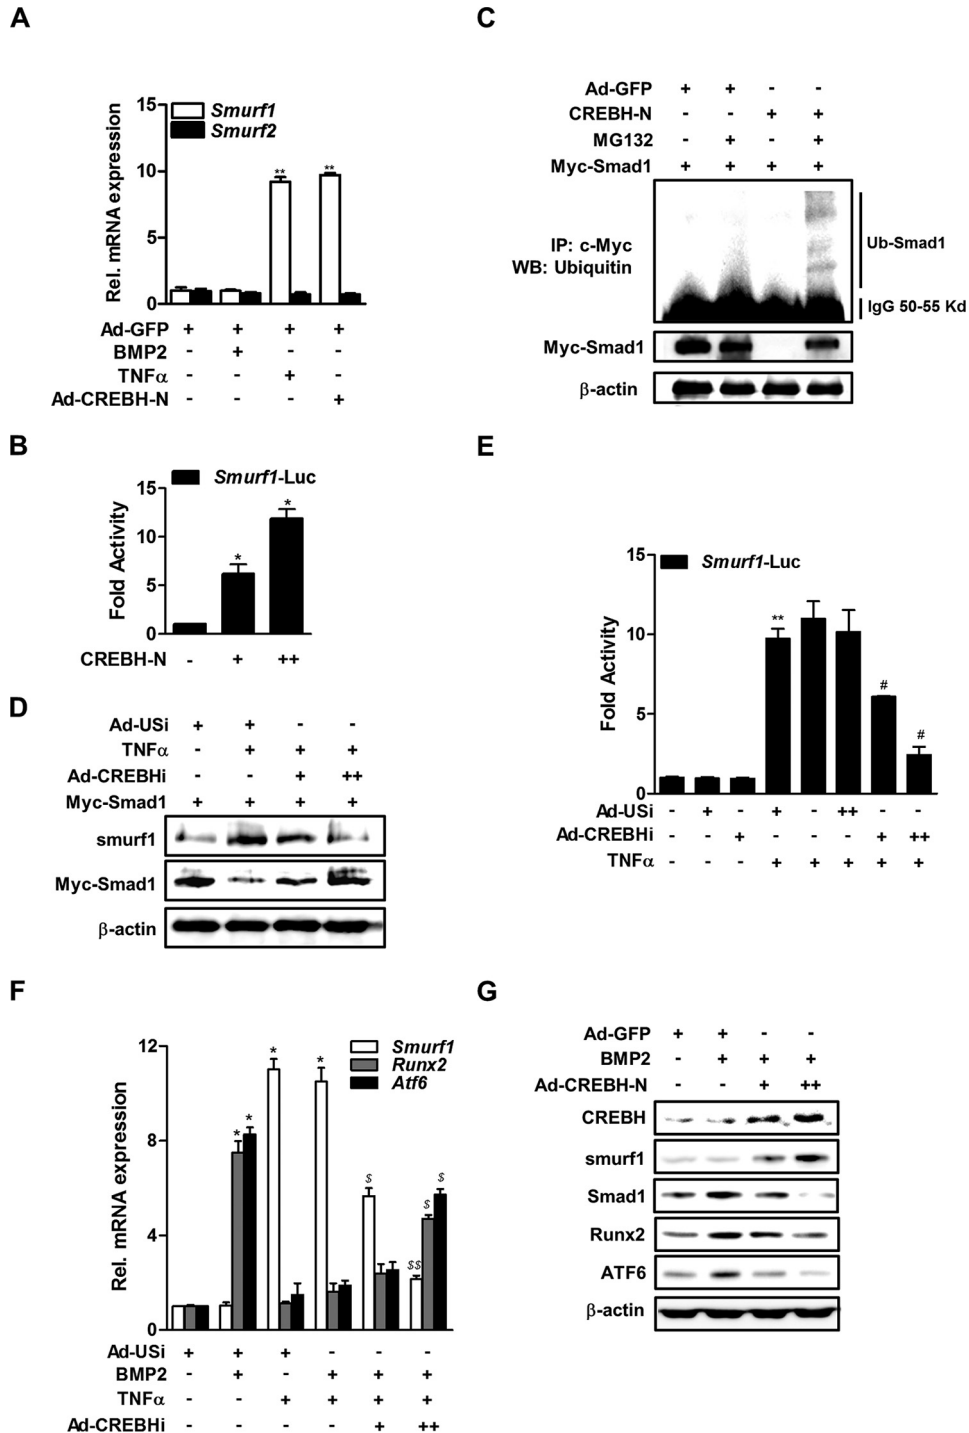 A
15
10
5
0
Rel. mRNA expression
Smurf1
Smurf2
** **
Ad-GFP + + + +
BMP2 - + - -
TNFα - - + -
Ad-CREBH-N - - - +
B
Smurf1-Luc
15
10
5
0
Fold Activity
* *
CREBH-N - + ++
C
Ad-GFP + + - -
CREBH-N - - + +
MG132 - + - +
Myc-Smad1 + + + +
IP: c-Myc
WB: Ubiquitin
Ub-Smad1
IgG 50-55 Kd
Myc-Smad1
β-actin
D
Ad-USi + + - -
TNFα - + + +
Ad-CREBHi - - + ++
Myc-Smad1 + + + +
smurf1
Myc-Smad1
β-actin
E
15
10
5
0
Fold Activity
Smurf1-Luc
** # #
Ad-USi - + - + - ++ - -
Ad-CREBHi - - + - - - + ++
TNFα - - - + + + + +
F
12
8
4
0
Rel. mRNA expression
Smurf1
Runx2
Atf6
* * * * $ $$ $ $
Ad-USi + + + - - -
BMP2 - + - + + +
TNFα - - + + + +
Ad-CREBHi - - - - + ++
G
Ad-GFP + + - -
BMP2 - + + +
Ad-CREBH-N - - + ++
CREBH
smurf1
Smad1
Runx2
ATF6
β-actin